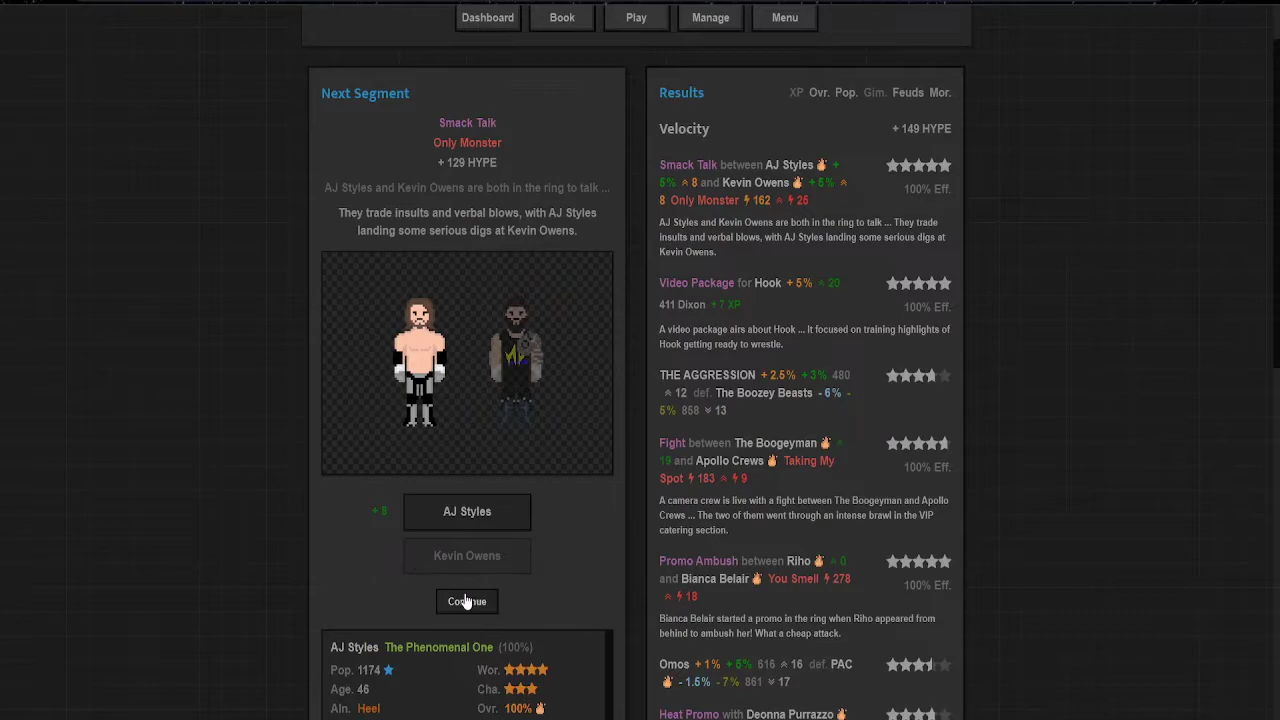 Dashboard Book Play Manage Menu
Next Segment
Smack Talk
Only Monster
+ 129 HYPE
AJ Styles and Kevin Owens are both in the ring to talk ...
They trade insults and verbal blows, with AJ Styles
landing some serious digs at Kevin Owens.
+ 8 AJ Styles
Kevin Owens
Continue
AJ Styles The Phenomenal One (100%)
Pop. 1174 Wor.
Age. 46 Cha.
Aln. Heel Ovr. 100%
Results XP Ovr. Pop. Gim. Feuds Mor.
Velocity + 149 HYPE
Smack Talk between AJ Styles +
5% 8 and Kevin Owens + 5%
8 Only Monster 162 25
100% Eff.
AJ Styles and Kevin Owens are both in the ring to talk ... They trade
insults and verbal blows, with AJ Styles landing some serious digs at
Kevin Owens.
Video Package for Hook + 5% 20
411 Dixon + 7 XP
100% Eff.
A video package airs about Hook ... It focused on training highlights of
Hook getting ready to wrestle.
THE AGGRESSION + 2.5% + 3% 480
12 def. The Boozey Beasts - 6% -
5% 858 13
Fight between The Boogeyman +
19 and Apollo Crews Taking My
Spot 183 9
100% Eff.
A camera crew is live with a fight between The Boogeyman and Apollo
Crews ... The two of them went through an intense brawl in the VIP
catering section.
Promo Ambush between Riho 0
and Bianca Belair You Smell 278
18
100% Eff.
Bianca Belair started a promo in the ring when Riho appeared from
behind to ambush her! What a cheap attack.
Omos + 1% + 5% 616 16 def. PAC
- 1.5% - 7% 861 17
Heat Promo with Deonna Purrazzo